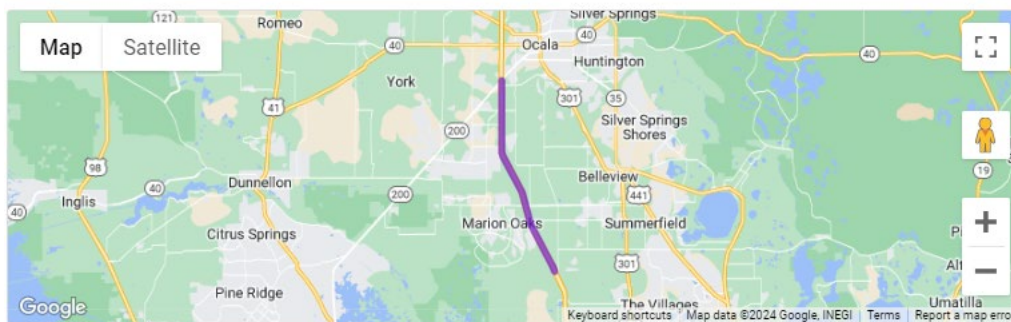 Silver Springs
121
Romeo
Map
Satellite
40
Ocala
40
40
Huntington
York
41
301
35
200
Silver Springs
Shores
98
19
40
Dunnellon
Belleview
40
Inglis
200
441
Marion Oaks
Summerfield
Citrus Springs
301
Pine Ridge
The Villages
Umatilla
Google
Keyboard shortcuts
Map data ©2024 Google, INEGI
Terms
Report a map erro